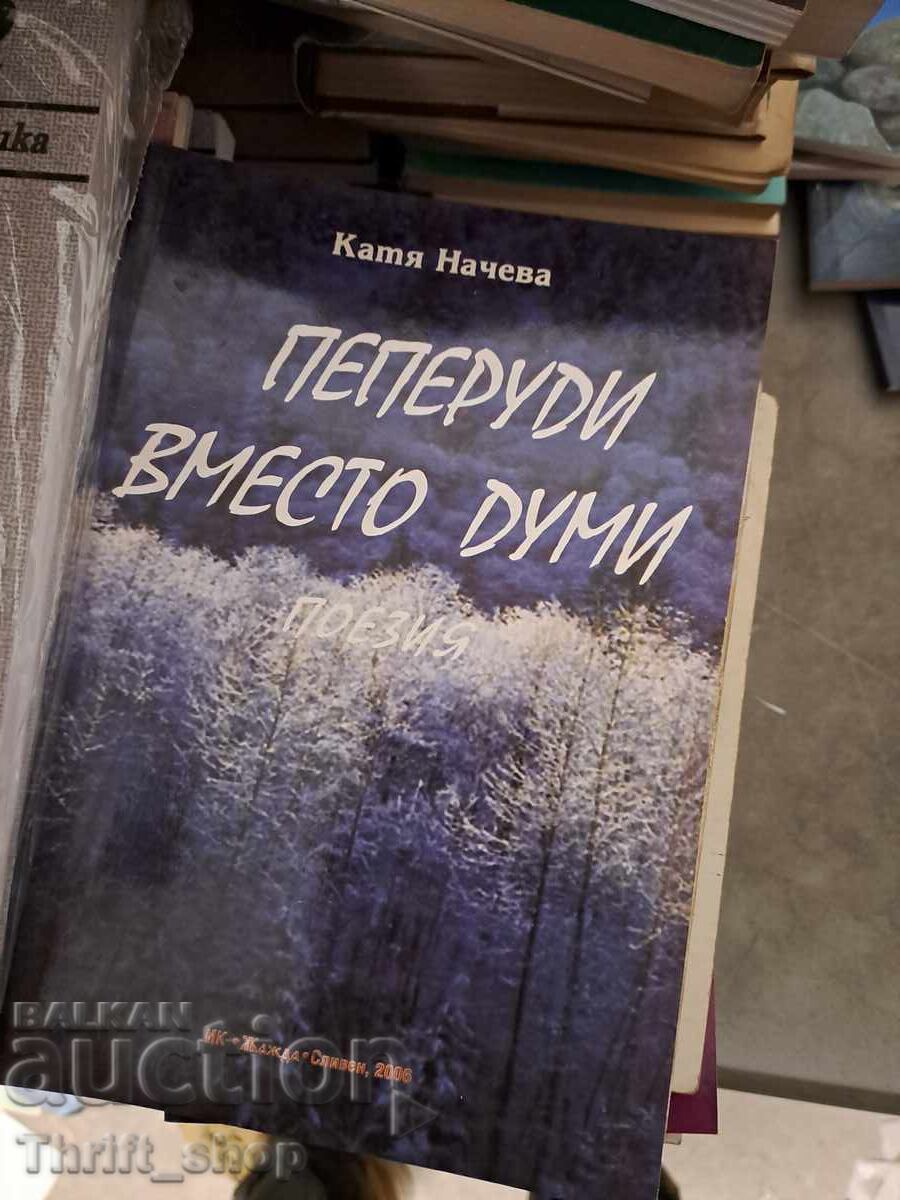 Катя Начева
ПЕПЕРУДИ
ВМЕСТО ДУМИ
ПОЕЗИЯ
ИК • Жажда • Сливен, 2006
BALKAN
auction
Thrift_shop